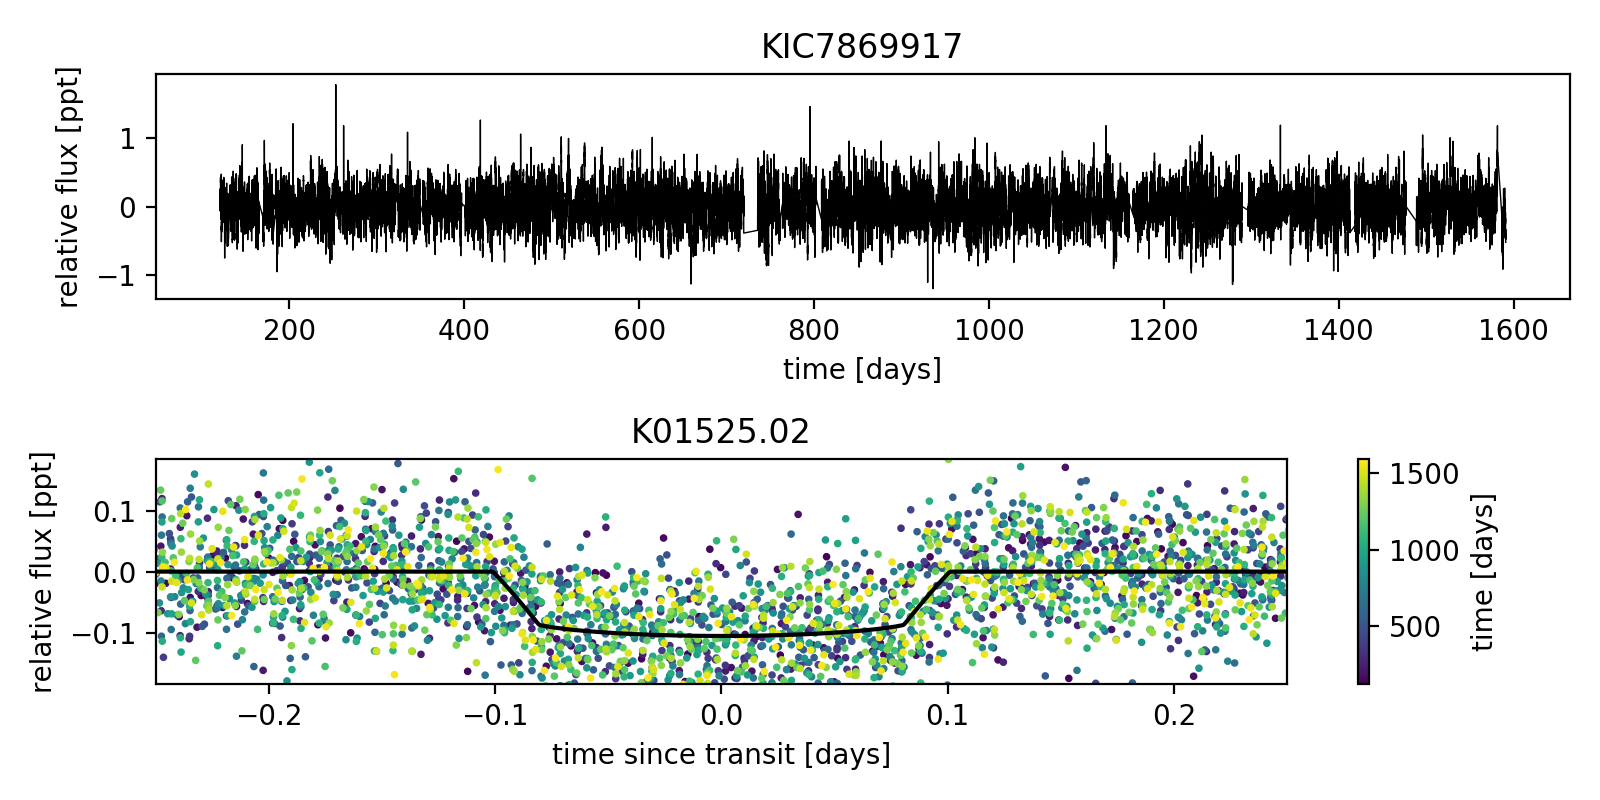 KIC7869917
relative flux [ppt]
1
0
−1
200 400 600 800 1000 1200 1400 1600
time [days]
K01525.02
relative flux [ppt]
0.1
0.0
−0.1
−0.2 −0.1 0.0 0.1 0.2
time since transit [days]
1500
1000
500
time [days]